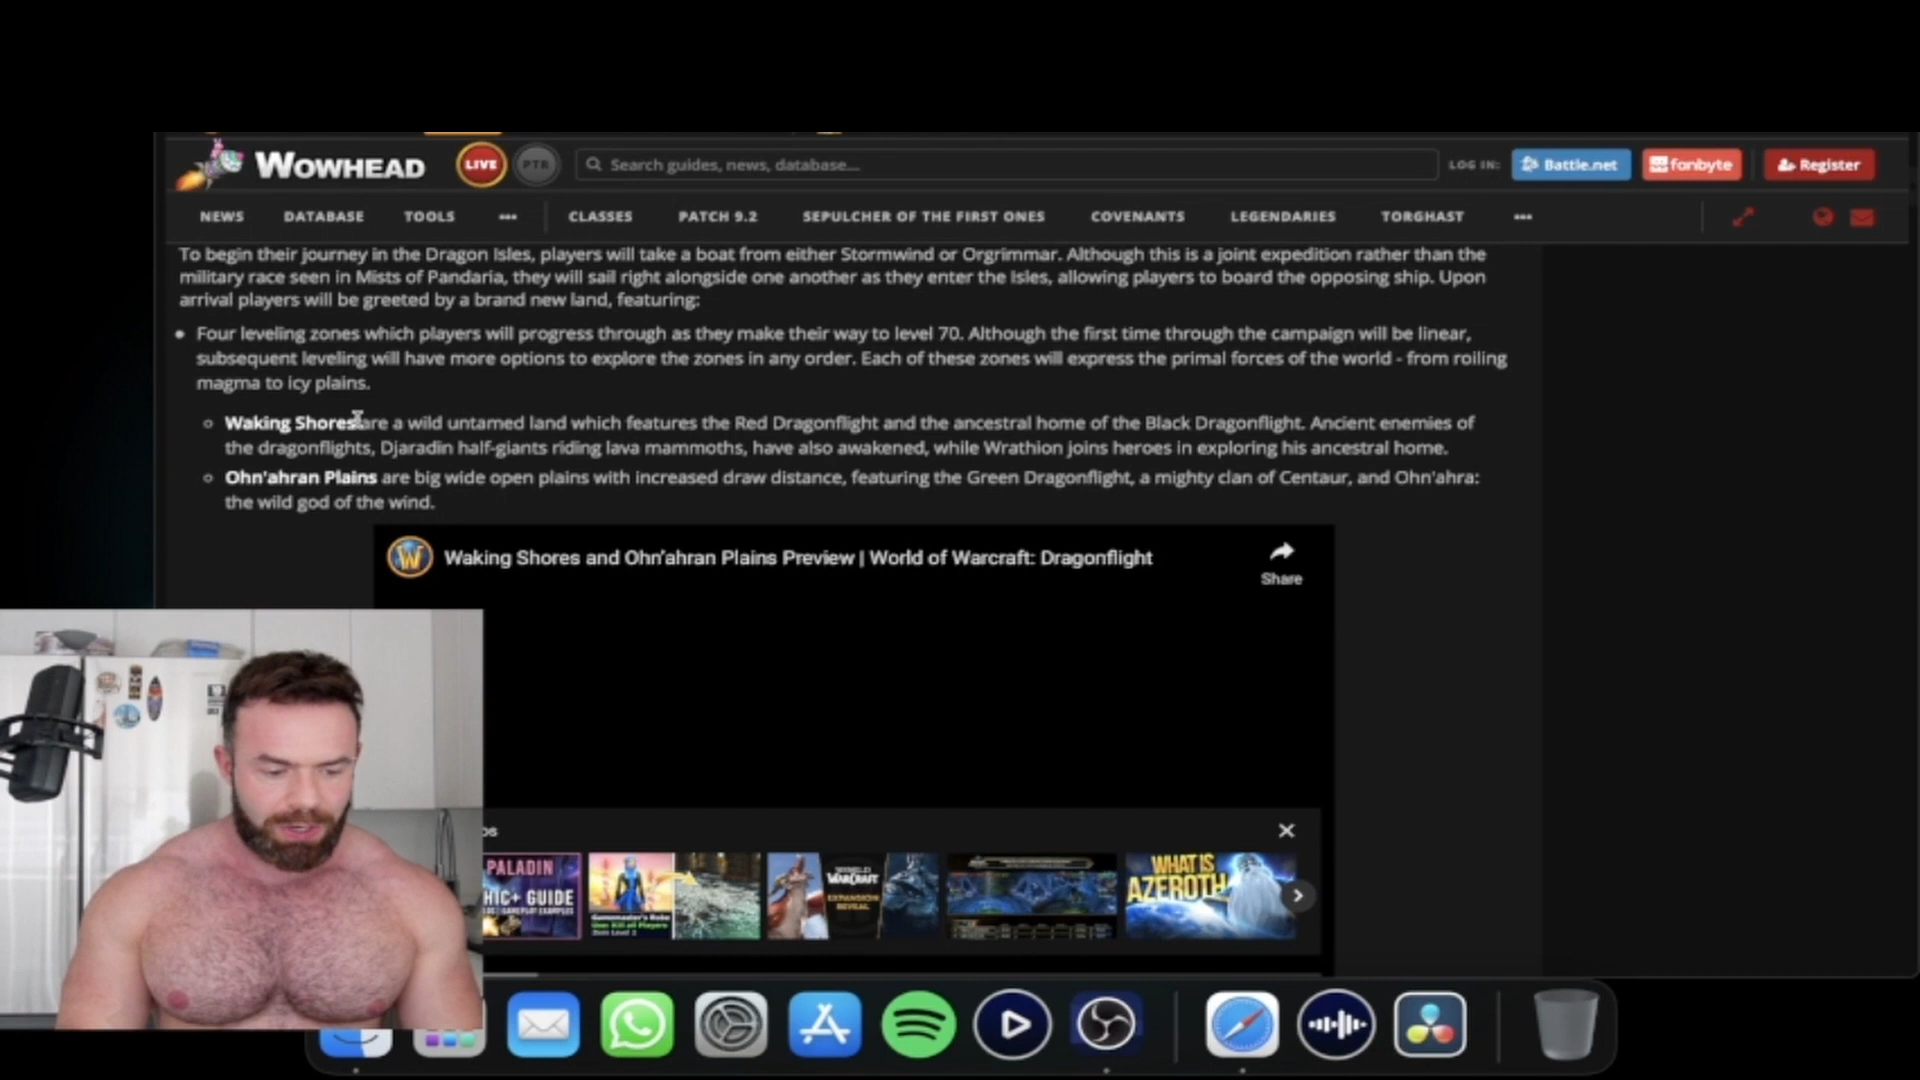 WOWHEAD
LIVE
PTR
Search guides, news, database...
LOG IN:
Battle.net
fanbyte
Register
NEWS
DATABASE
TOOLS
CLASSES
PATCH 9.2
SEPULCHER OF THE FIRST ONES
COVENANTS
LEGENDARIES
TORGHAST
To begin their journey in the Dragon Isles, players will take a boat from either Stormwind or Orgrimmar. Although this is a joint expedition rather than the
military race seen in Mists of Pandaria, they will sail right alongside one another as they enter the Isles, allowing players to board the opposing ship. Upon
arrival players will be greeted by a brand new land, featuring:
Four leveling zones which players will progress through as they make their way to level 70. Although the first time through the campaign will be linear,
subsequent leveling will have more options to explore the zones in any order. Each of these zones will express the primal forces of the world - from roiling
magma to icy plains.
Waking Shores are a wild untamed land which features the Red Dragonflight and the ancestral home of the Black Dragonflight. Ancient enemies of
the dragonflights, Djaradin half-giants riding lava mammoths, have also awakened, while Wrathion joins heroes in exploring his ancestral home.
Ohn'ahran Plains are big wide open plains with increased draw distance, featuring the Green Dragonflight, a mighty clan of Centaur, and Ohn'ahra:
the wild god of the wind.
W
Waking Shores and Ohn'ahran Plains Preview | World of Warcraft: Dragonflight
Share
os
PALADIN
HIC+ GUIDE
WORLD
WARCRAFT
EXPANSION
REVEAL
WHAT IS
AZEROTH